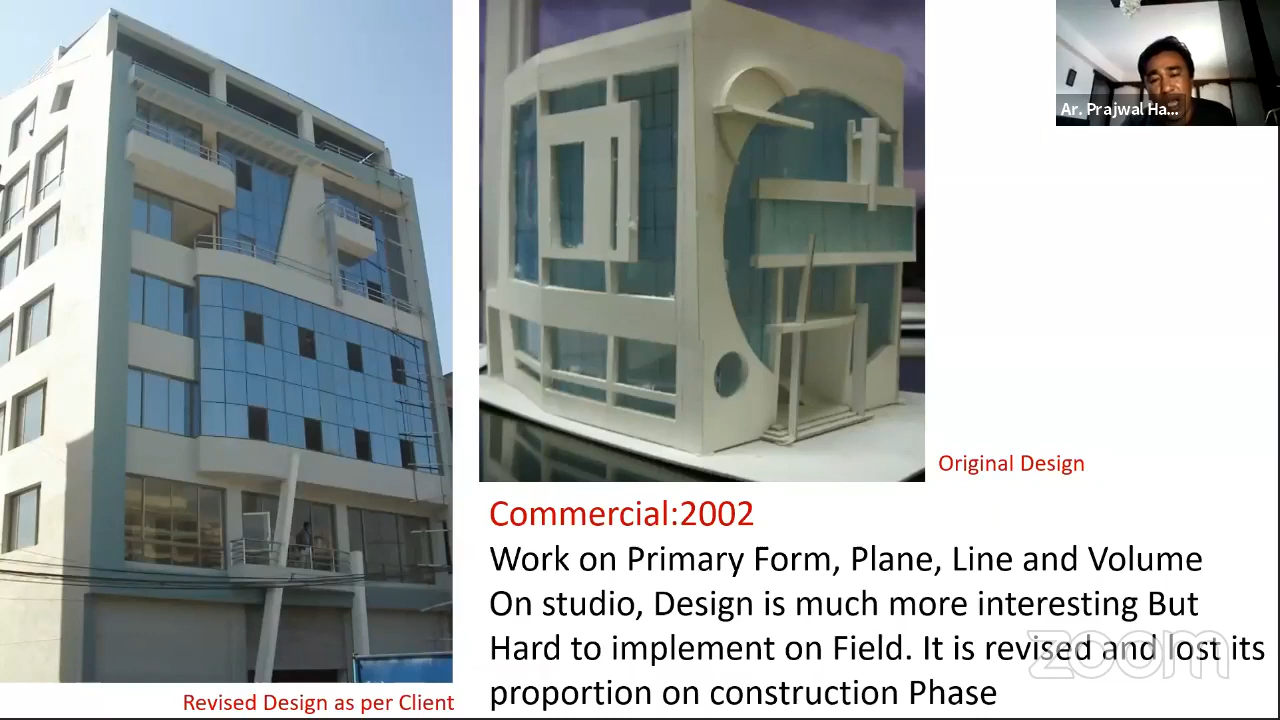 Ar. Prajwal Ha...
Original Design
Commercial:2002
Work on Primary Form, Plane, Line and Volume
On studio, Design is much more interesting But
Hard to implement on Field. It is revised and lost its
proportion on construction Phase
zoom
Revised Design as per Client